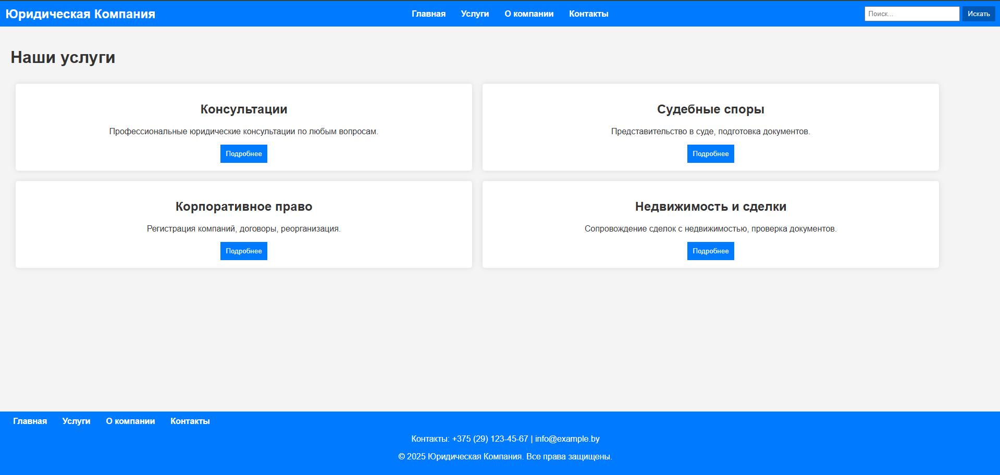 Юридическая Компания
Главная Услуги О компании Контакты
Поиск... Искать
Наши услуги
Консультации
Профессиональные юридические консультации по любым вопросам.
Подробнее
Судебные споры
Представительство в суде, подготовка документов.
Подробнее
Корпоративное право
Регистрация компаний, договоры, реорганизация.
Подробнее
Недвижимость и сделки
Сопровождение сделок с недвижимостью, проверка документов.
Подробнее
Главная Услуги О компании Контакты
Контакты: +375 (29) 123-45-67 | info@example.by
© 2025 Юридическая Компания. Все права защищены.